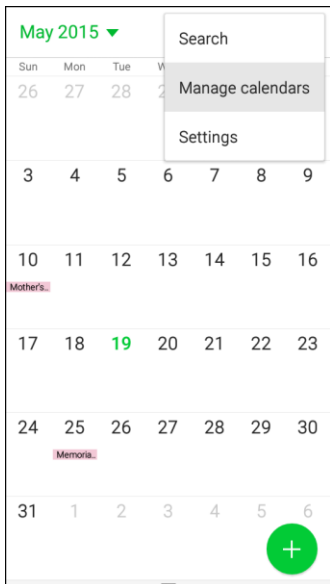 May 2015
Search
Manage calendars
Settings
Sun Mon Tue W
26 27 28 2
3 4 5 6 7 8 9
10 11 12 13 14 15 16
Mother's..
17 18 19 20 21 22 23
24 25 26 27 28 29 30
Memoria..
31 1 2 3 4 5 6
+